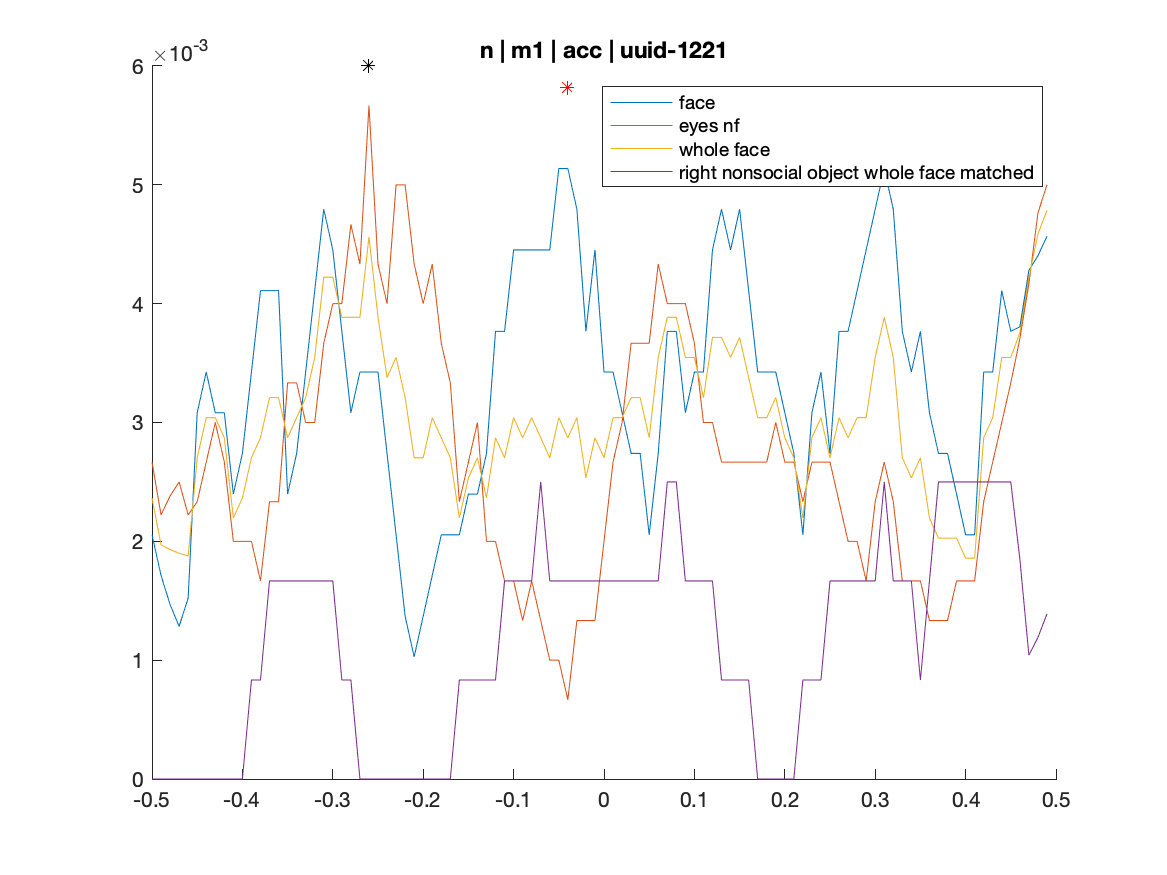 ×10-3
n | m1 | acc | uuid-1221
face
eyes nf
whole face
right nonsocial object whole face matched
6
5
4
3
2
1
0
-0.5 -0.4 -0.3 -0.2 -0.1 0 0.1 0.2 0.3 0.4 0.5